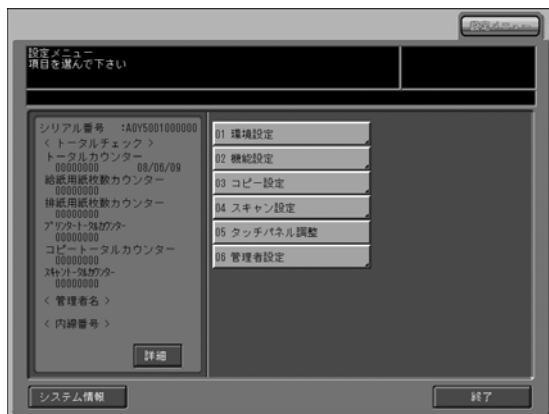 設定メニュー
設定メニュー
項目を選んで下さい
シリアル番号 :A0Y5001000000
< トータルチェック >
トータルカウンター
00000000 08/06/09
給紙用紙枚数カウンター
00000000
排紙用紙枚数カウンター
00000000
プリンタートータルカウンター
00000000
コピートータルカウンター
00000000
スキャントータルカウンター
00000000
< 管理者名 >
< 内線番号 >
詳細
01 環境設定
02 機能設定
03 コピー設定
04 スキャン設定
05 タッチパネル調整
06 管理者設定
システム情報
終了